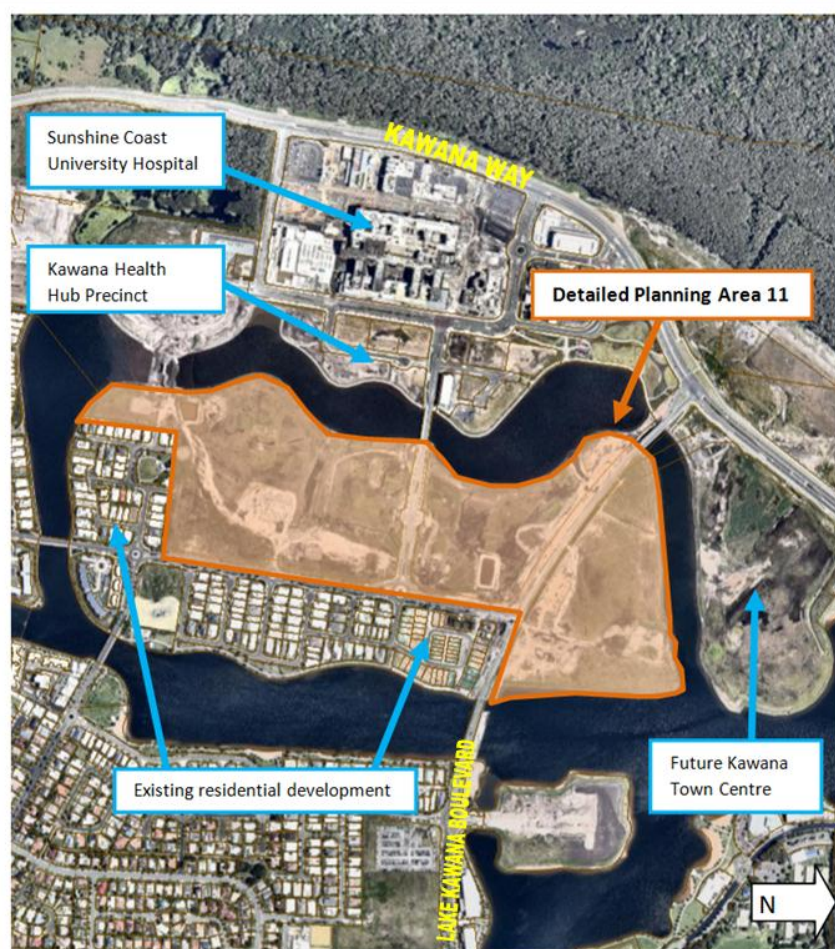 KAWANA WAY
Sunshine Coast
University Hospital
Kawana Health
Hub Precinct
Detailed Planning Area 11
Existing residential development
Future Kawana
Town Centre
LAKE KAWANA BOULEVARD
N